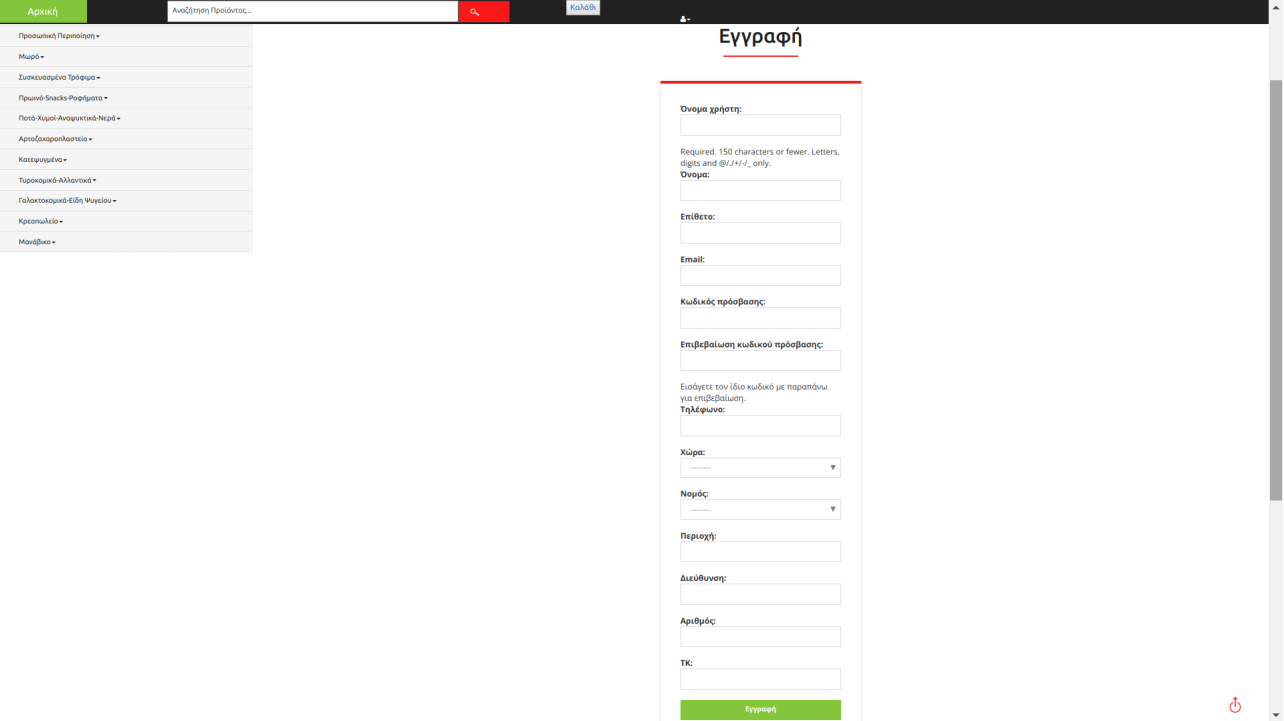 Αρχική
Αναζήτηση Προϊόντος...
Καλάθι
Προσωπική Περιποίηση
Μωρό
Συσκευασμένα Τρόφιμα
Πρωινό-Snacks-Ροφήματα
Ποτά-Χυμοί-Αναψυκτικά-Νερά
Αρτοζαχαροπλαστείο
Κατεψυγμένα
Τυροκομικά-Αλλαντικά
Γαλακτοκομικά-Είδη Ψυγείου
Κρεοπωλείο
Μανάβικο
Εγγραφή
Όνομα χρήστη:
Required. 150 characters or fewer. Letters,
digits and @/./+/-/_ only.
Όνομα:
Επίθετο:
Email:
Κωδικός πρόσβασης:
Επιβεβαίωση κωδικού πρόσβασης:
Εισάγετε τον ίδιο κωδικό με παραπάνω
για επιβεβαίωση.
Τηλέφωνο:
Χώρα:
---------
Νομός:
---------
Περιοχή:
Διεύθυνση:
Αριθμός:
ΤΚ:
Εγγραφή